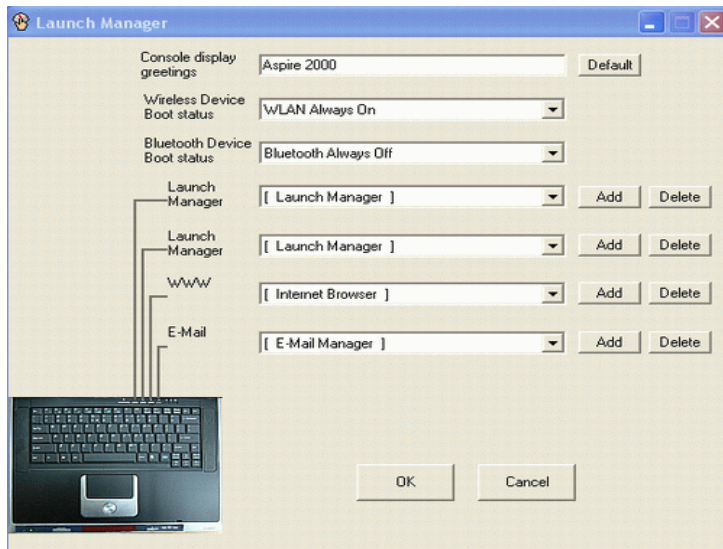 Launch Manager
Console display
greetings
Aspire 2000
Default
Wireless Device
Boot status
WLAN Always On
Bluetooth Device
Boot status
Bluetooth Always Off
Launch
Manager
[ Launch Manager ]
Add
Delete
Launch
Manager
[ Launch Manager ]
Add
Delete
WWW
[ Internet Browser ]
Add
Delete
E-Mail
[ E-Mail Manager ]
Add
Delete
OK
Cancel